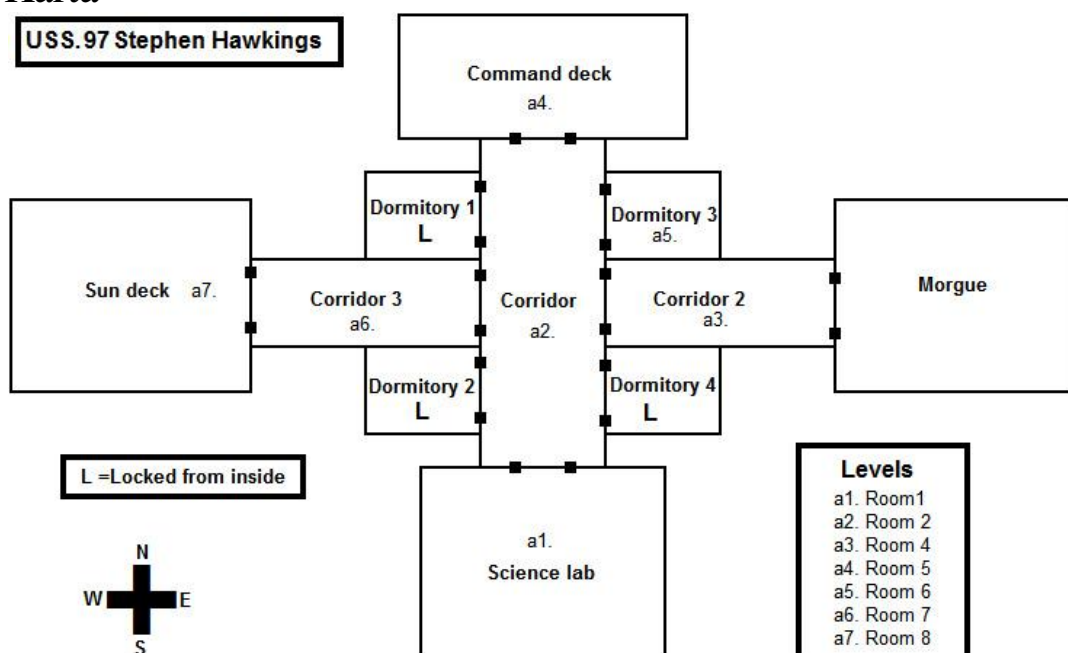 USS.97 Stephen Hawkings
Command deck
a4.
Dormitory 1
L
Dormitory 3
a5.
Sun deck a7.
Corridor 3
a6.
Corridor
a2.
Corridor 2
a3.
Morgue
Dormitory 2
L
Dormitory 4
L
L =Locked from inside
a1.
Science lab
N
W E
S
Levels
a1. Room1
a2. Room 2
a3. Room 4
a4. Room 5
a5. Room 6
a6. Room 7
a7. Room 8